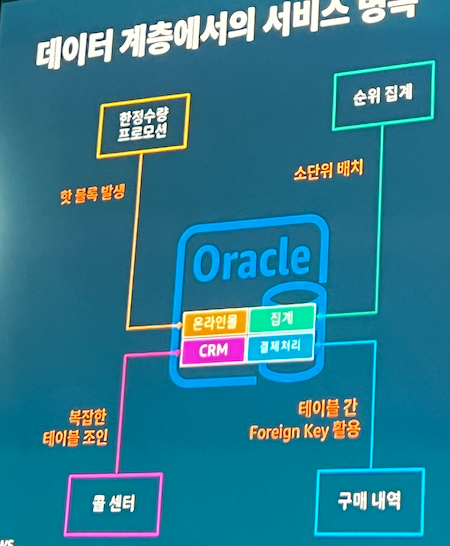 데이터 계층에서의 서비스 병목
한정수량
프로모션
순위 집계
핫 블록 발생
소단위 배치
Oracle
온라인몰
집계
CRM
결제처리
복잡한
테이블 조인
테이블 간
Foreign Key 활용
콜 센터
구매 내역